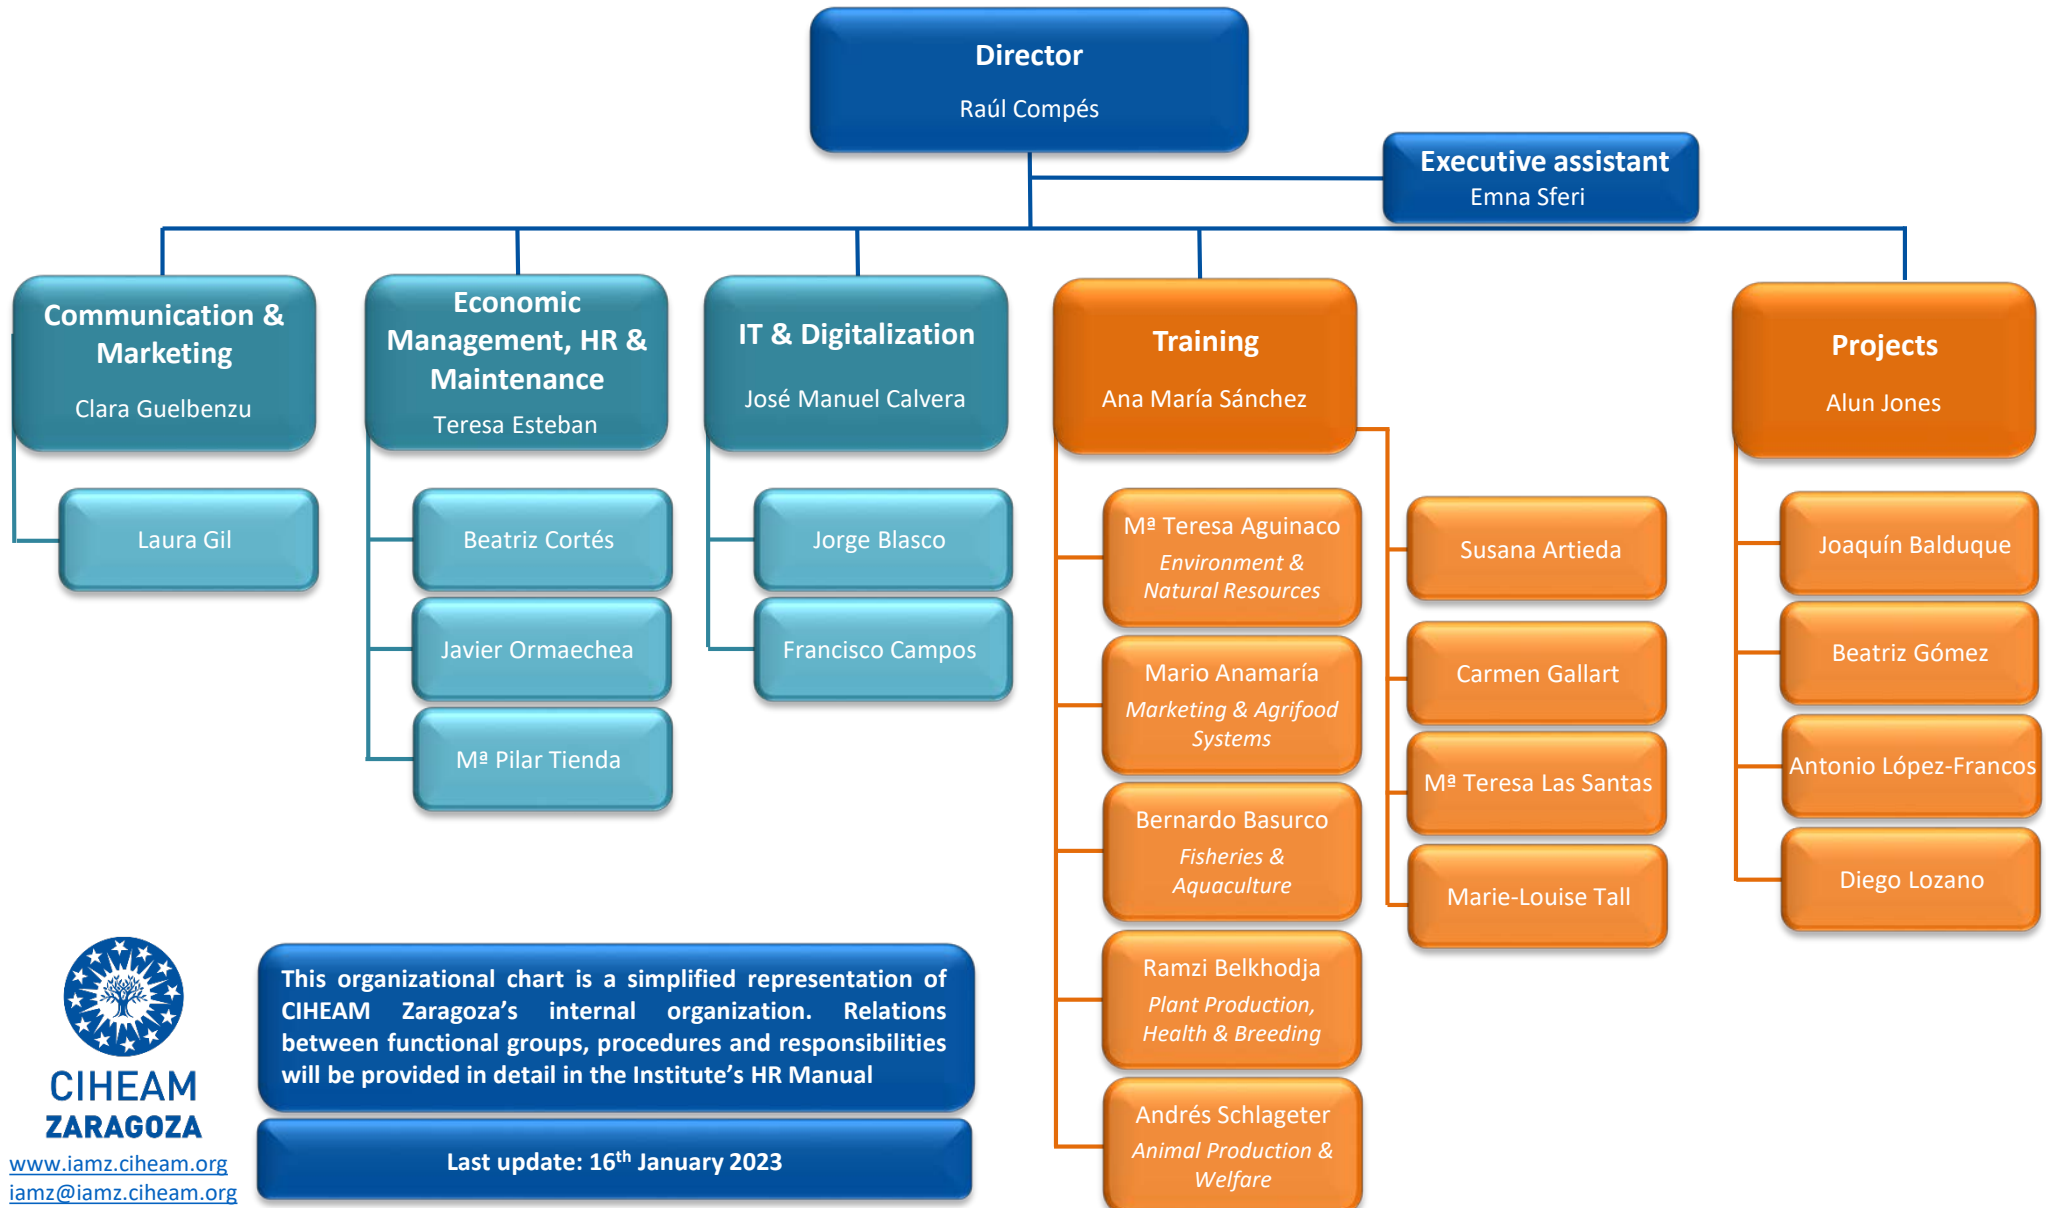 Director
Raúl Compés
Executive assistant
Emna Sferi
Communication &
Marketing
Clara Guelbenzu
Laura Gil
Economic
Management, HR &
Maintenance
Teresa Esteban
Beatriz Cortés
Javier Ormaechea
Mª Pilar Tienda
IT & Digitalization
José Manuel Calvera
Jorge Blasco
Francisco Campos
Training
Ana María Sánchez
Mª Teresa Aguinaco
Environment &
Natural Resources
Mario Anamaría
Marketing & Agrifood
Systems
Bernardo Basurco
Fisheries &
Aquaculture
Ramzi Belkhodja
Plant Production,
Health & Breeding
Andrés Schlageter
Animal Production &
Welfare
Susana Artieda
Carmen Gallart
Mª Teresa Las Santas
Marie-Louise Tall
Projects
Alun Jones
Joaquín Balduque
Beatriz Gómez
Antonio López-Francos
Diego Lozano
CIHEAM
ZARAGOZA
www.iamz.ciheam.org
iamz@iamz.ciheam.org
This organizational chart is a simplified representation of
CIHEAM Zaragoza’s internal organization. Relations
between functional groups, procedures and responsibilities
will be provided in detail in the Institute’s HR Manual
Last update: 16th January 2023